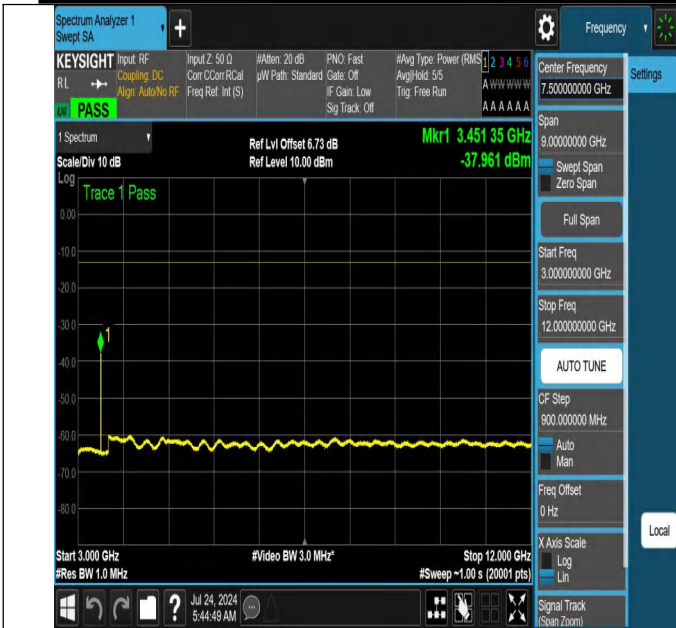 Spectrum Analyzer 1
Swept SA
+
Frequency
KEYSIGHT
RL
Input: RF
Coupling: DC
Align: Auto/No RF
Input Z: 50 Ω
Corr CCorr RCal
Freq Ref: Int (S)
#Atten: 20 dB
µW Path: Standard
PNO: Fast
Gate: Off
IF Gain: Low
Sig Track: Off
#Avg Type: Power (RMS
Avg|Hold: 5/5
Trig: Free Run
1 2 3 4 5 6
A W W W W W
A A A A A A
PASS
1 Spectrum
Scale/Div 10 dB
Ref Lvl Offset 6.73 dB
Ref Level 10.00 dBm
Mkr1 3.451 35 GHz
-37.961 dBm
Log
Trace 1 Pass
0.00
-10.0
-20.0
-30.0
1
-40.0
-50.0
-60.0
-70.0
-80.0
Start 3.000 GHz
#Video BW 3.0 MHz*
Stop 12.000 GHz
#Res BW 1.0 MHz
#Sweep ~1.00 s (20001 pts)
Jul 24, 2024
5:44:49 AM
Center Frequency
7.500000000 GHz
Settings
Span
9.00000000 GHz
Swept Span
Zero Span
Full Span
Start Freq
3.000000000 GHz
Stop Freq
12.000000000 GHz
AUTO TUNE
CF Step
900.000000 MHz
Auto
Man
Freq Offset
0 Hz
Local
X Axis Scale
Log
Lin
Signal Track
(Span Zoom)